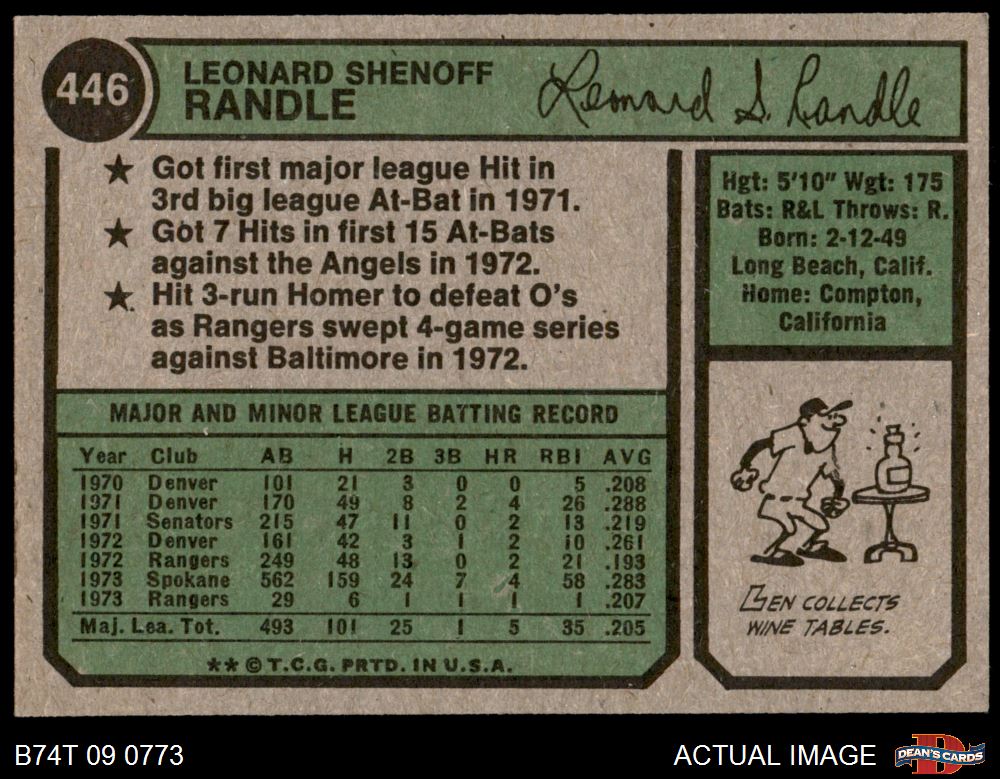 446
LEONARD SHENOFF
RANDLE
Leonard S. Randle
★ Got first major league Hit in
3rd big league At-Bat in 1971.
★ Got 7 Hits in first 15 At-Bats
against the Angels in 1972.
★ Hit 3-run Homer to defeat O's
as Rangers swept 4-game series
against Baltimore in 1972.
Hgt: 5'10" Wgt: 175
Bats: R&L Throws: R.
Born: 2-12-49
Long Beach, Calif.
Home: Compton,
California
MAJOR AND MINOR LEAGUE BATTING RECORD
Year Club AB H 2B 3B HR RBI AVG
1970 Denver 101 21 3 0 0 5 .208
1971 Denver 170 49 8 2 4 26 .288
1971 Senators 215 47 11 0 2 13 .219
1972 Denver 161 42 3 1 2 10 .261
1972 Rangers 249 48 13 0 2 21 .193
1973 Spokane 562 159 24 7 4 58 .283
1973 Rangers 29 6 1 1 1 1 .207
Maj. Lea. Tot. 493 101 25 1 5 35 .205
**©T.C.G. PRTD. IN U.S.A.
BEN COLLECTS
WINE TABLES.
B74T 09 0773
ACTUAL IMAGE
DEAN'S CARDS